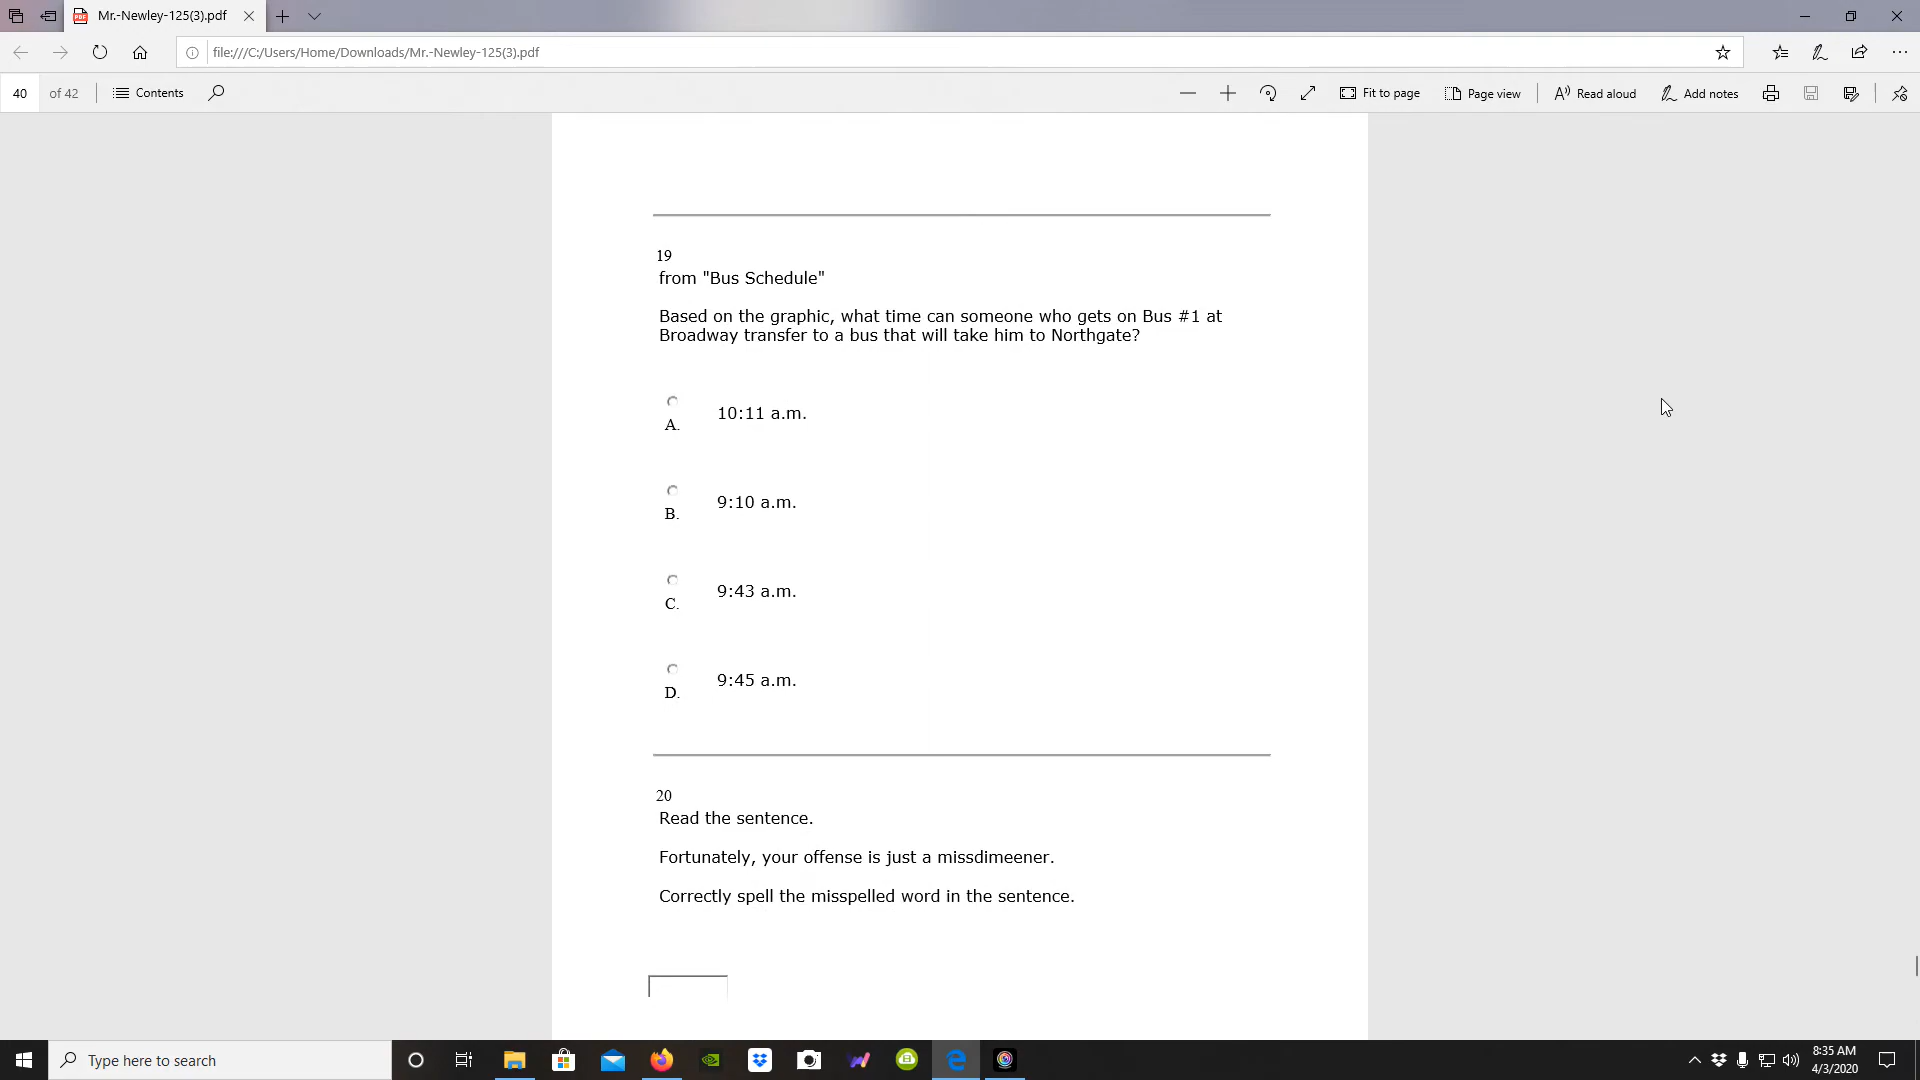 Mr.-Newley-125(3).pdf
file:///C:/Users/Home/Downloads/Mr.-Newley-125(3).pdf
40 of 42 Contents Fit to page Page view Read aloud Add notes
19
from "Bus Schedule"
Based on the graphic, what time can someone who gets on Bus #1 at
Broadway transfer to a bus that will take him to Northgate?
A. 10:11 a.m.
B. 9:10 a.m.
C. 9:43 a.m.
D. 9:45 a.m.
20
Read the sentence.
Fortunately, your offense is just a missdimeener.
Correctly spell the misspelled word in the sentence.
Type here to search
8:35 AM
4/3/2020